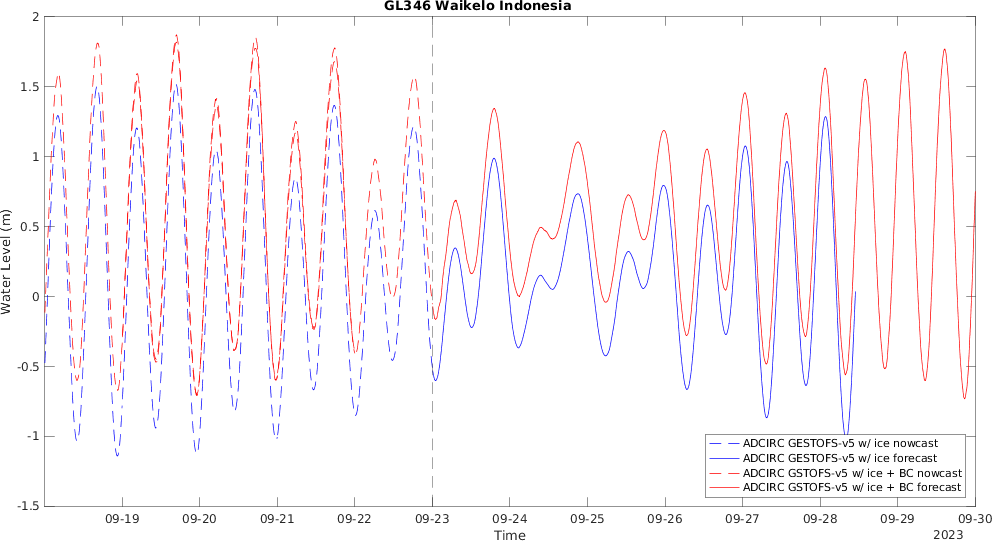 GL346 Waikelo Indonesia
2
1.5
1
0.5
0
-0.5
-1
-1.5
Water Level (m)
ADCIRC GESTOFS-v5 w/ ice nowcast
ADCIRC GESTOFS-v5 w/ ice forecast
ADCIRC GSTOFS-v5 w/ ice + BC nowcast
ADCIRC GSTOFS-v5 w/ ice + BC forecast
09-19 09-20 09-21 09-22 09-23 09-24 09-25 09-26 09-27 09-28 09-29 09-30
Time
2023